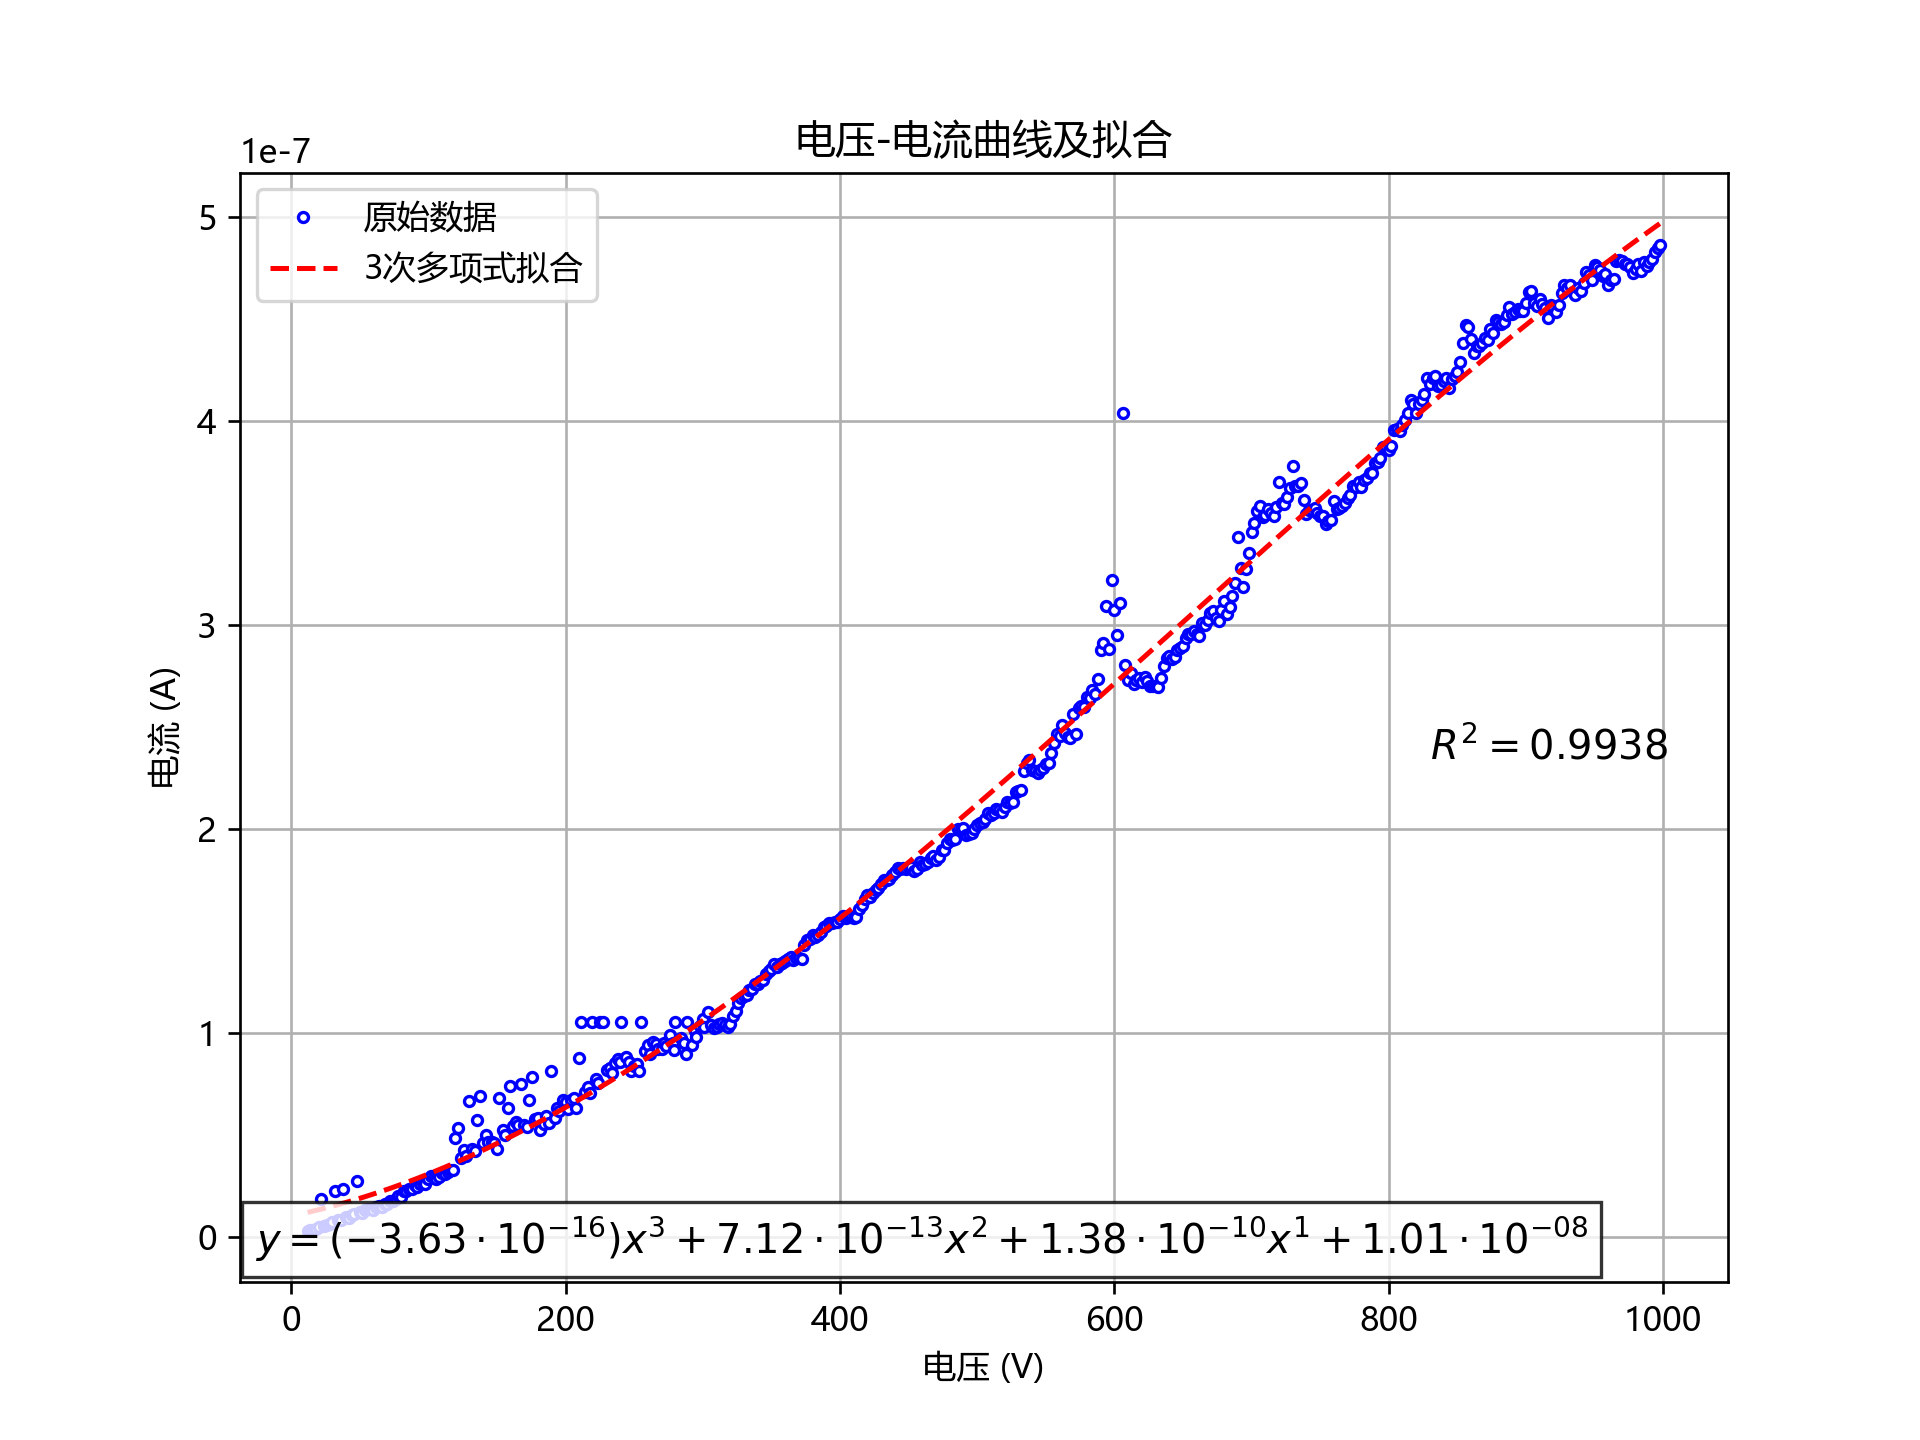 电压-电流曲线及拟合
1e-7
原始数据
3次多项式拟合
5
4
3
2
1
0
电流 (A)
R² = 0.9938
y = (−3.63 · 10⁻¹⁶)x³ + 7.12 · 10⁻¹³x² + 1.38 · 10⁻¹⁰x¹ + 1.01 · 10⁻⁰⁸
0 200 400 600 800 1000
电压 (V)